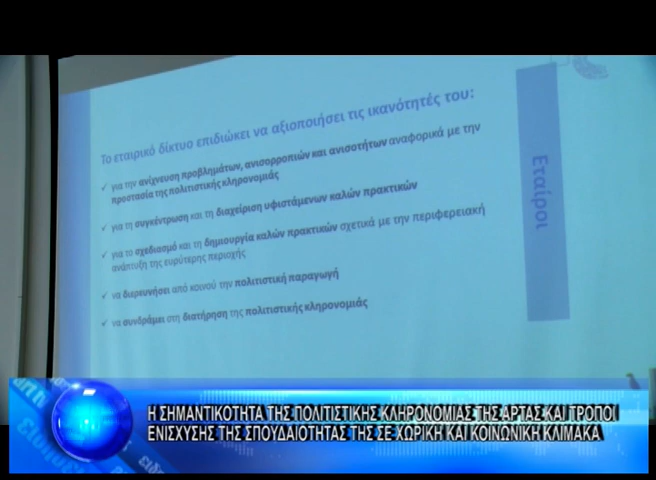 Το εταιρικό δίκτυο επιδιώκει να αξιοποιήσει τις ικανότητές του:
✓ για την ανίχνευση προβλημάτων, ανισορροπιών και ανισοτήτων αναφορικά με την
προστασία της πολιτιστικής κληρονομιάς
✓ για τη συγκέντρωση και τη διαχείριση υφιστάμενων καλών πρακτικών
✓ για το σχεδιασμό και τη δημιουργία καλών πρακτικών σχετικά με την περιφερειακή
ανάπτυξη της ευρύτερης περιοχής
✓ να διερευνήσει από κοινού την πολιτιστική παραγωγή
✓ να συνδράμει στη διατήρηση της πολιτιστικής κληρονομιάς
Εταίροι
Η ΣΗΜΑΝΤΙΚΟΤΗΤΑ ΤΗΣ ΠΟΛΙΤΙΣΤΙΚΗΣ ΚΛΗΡΟΝΟΜΙΑΣ ΤΗΣ ΑΡΤΑΣ ΚΑΙ ΤΡΟΠΟΙ
ΕΝΙΣΧΥΣΗΣ ΤΗΣ ΣΠΟΥΔΑΙΟΤΗΤΑΣ ΤΗΣ ΣΕ ΧΩΡΙΚΗ ΚΑΙ ΚΟΙΝΩΝΙΚΗ ΚΛΙΜΑΚΑ